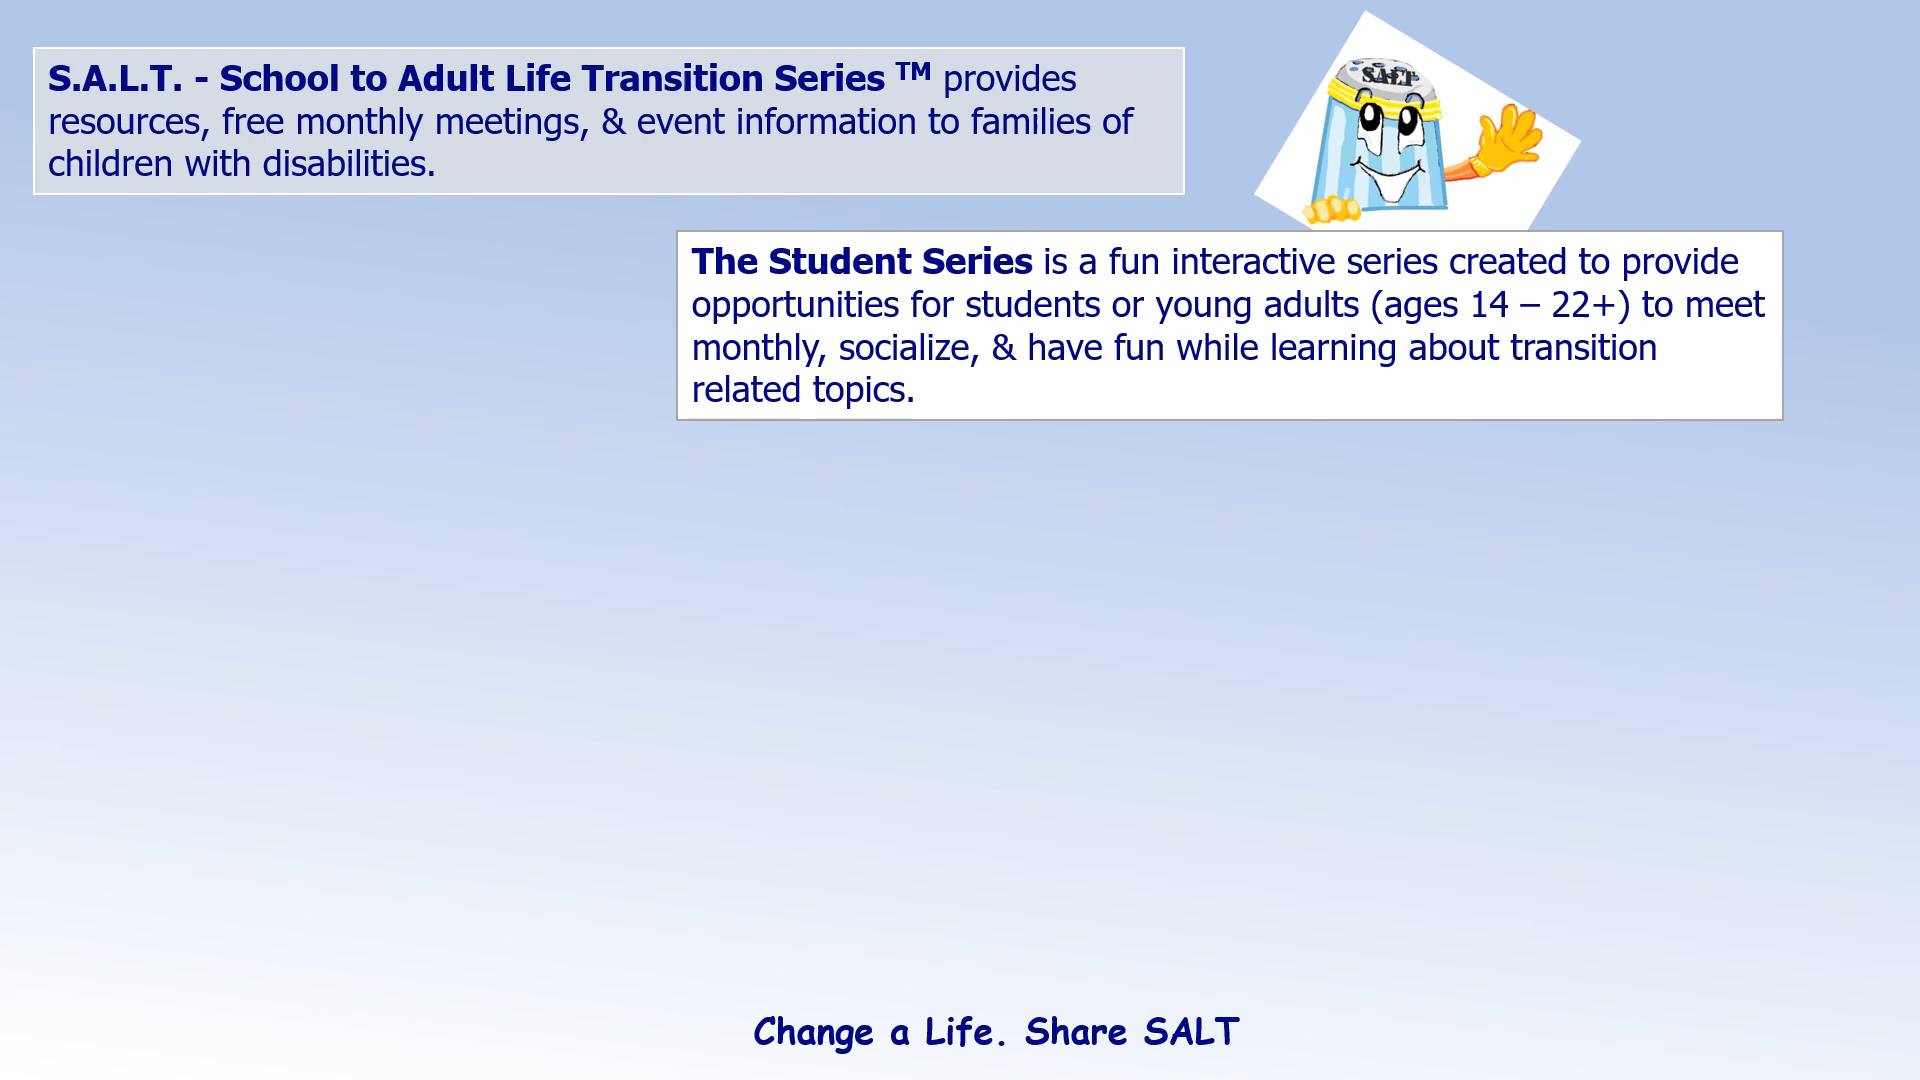 S.A.L.T. - School to Adult Life Transition Series ™ provides
resources, free monthly meetings, & event information to families of
children with disabilities.
SALT
The Student Series is a fun interactive series created to provide
opportunities for students or young adults (ages 14 – 22+) to meet
monthly, socialize, & have fun while learning about transition
related topics.
Change a Life. Share SALT